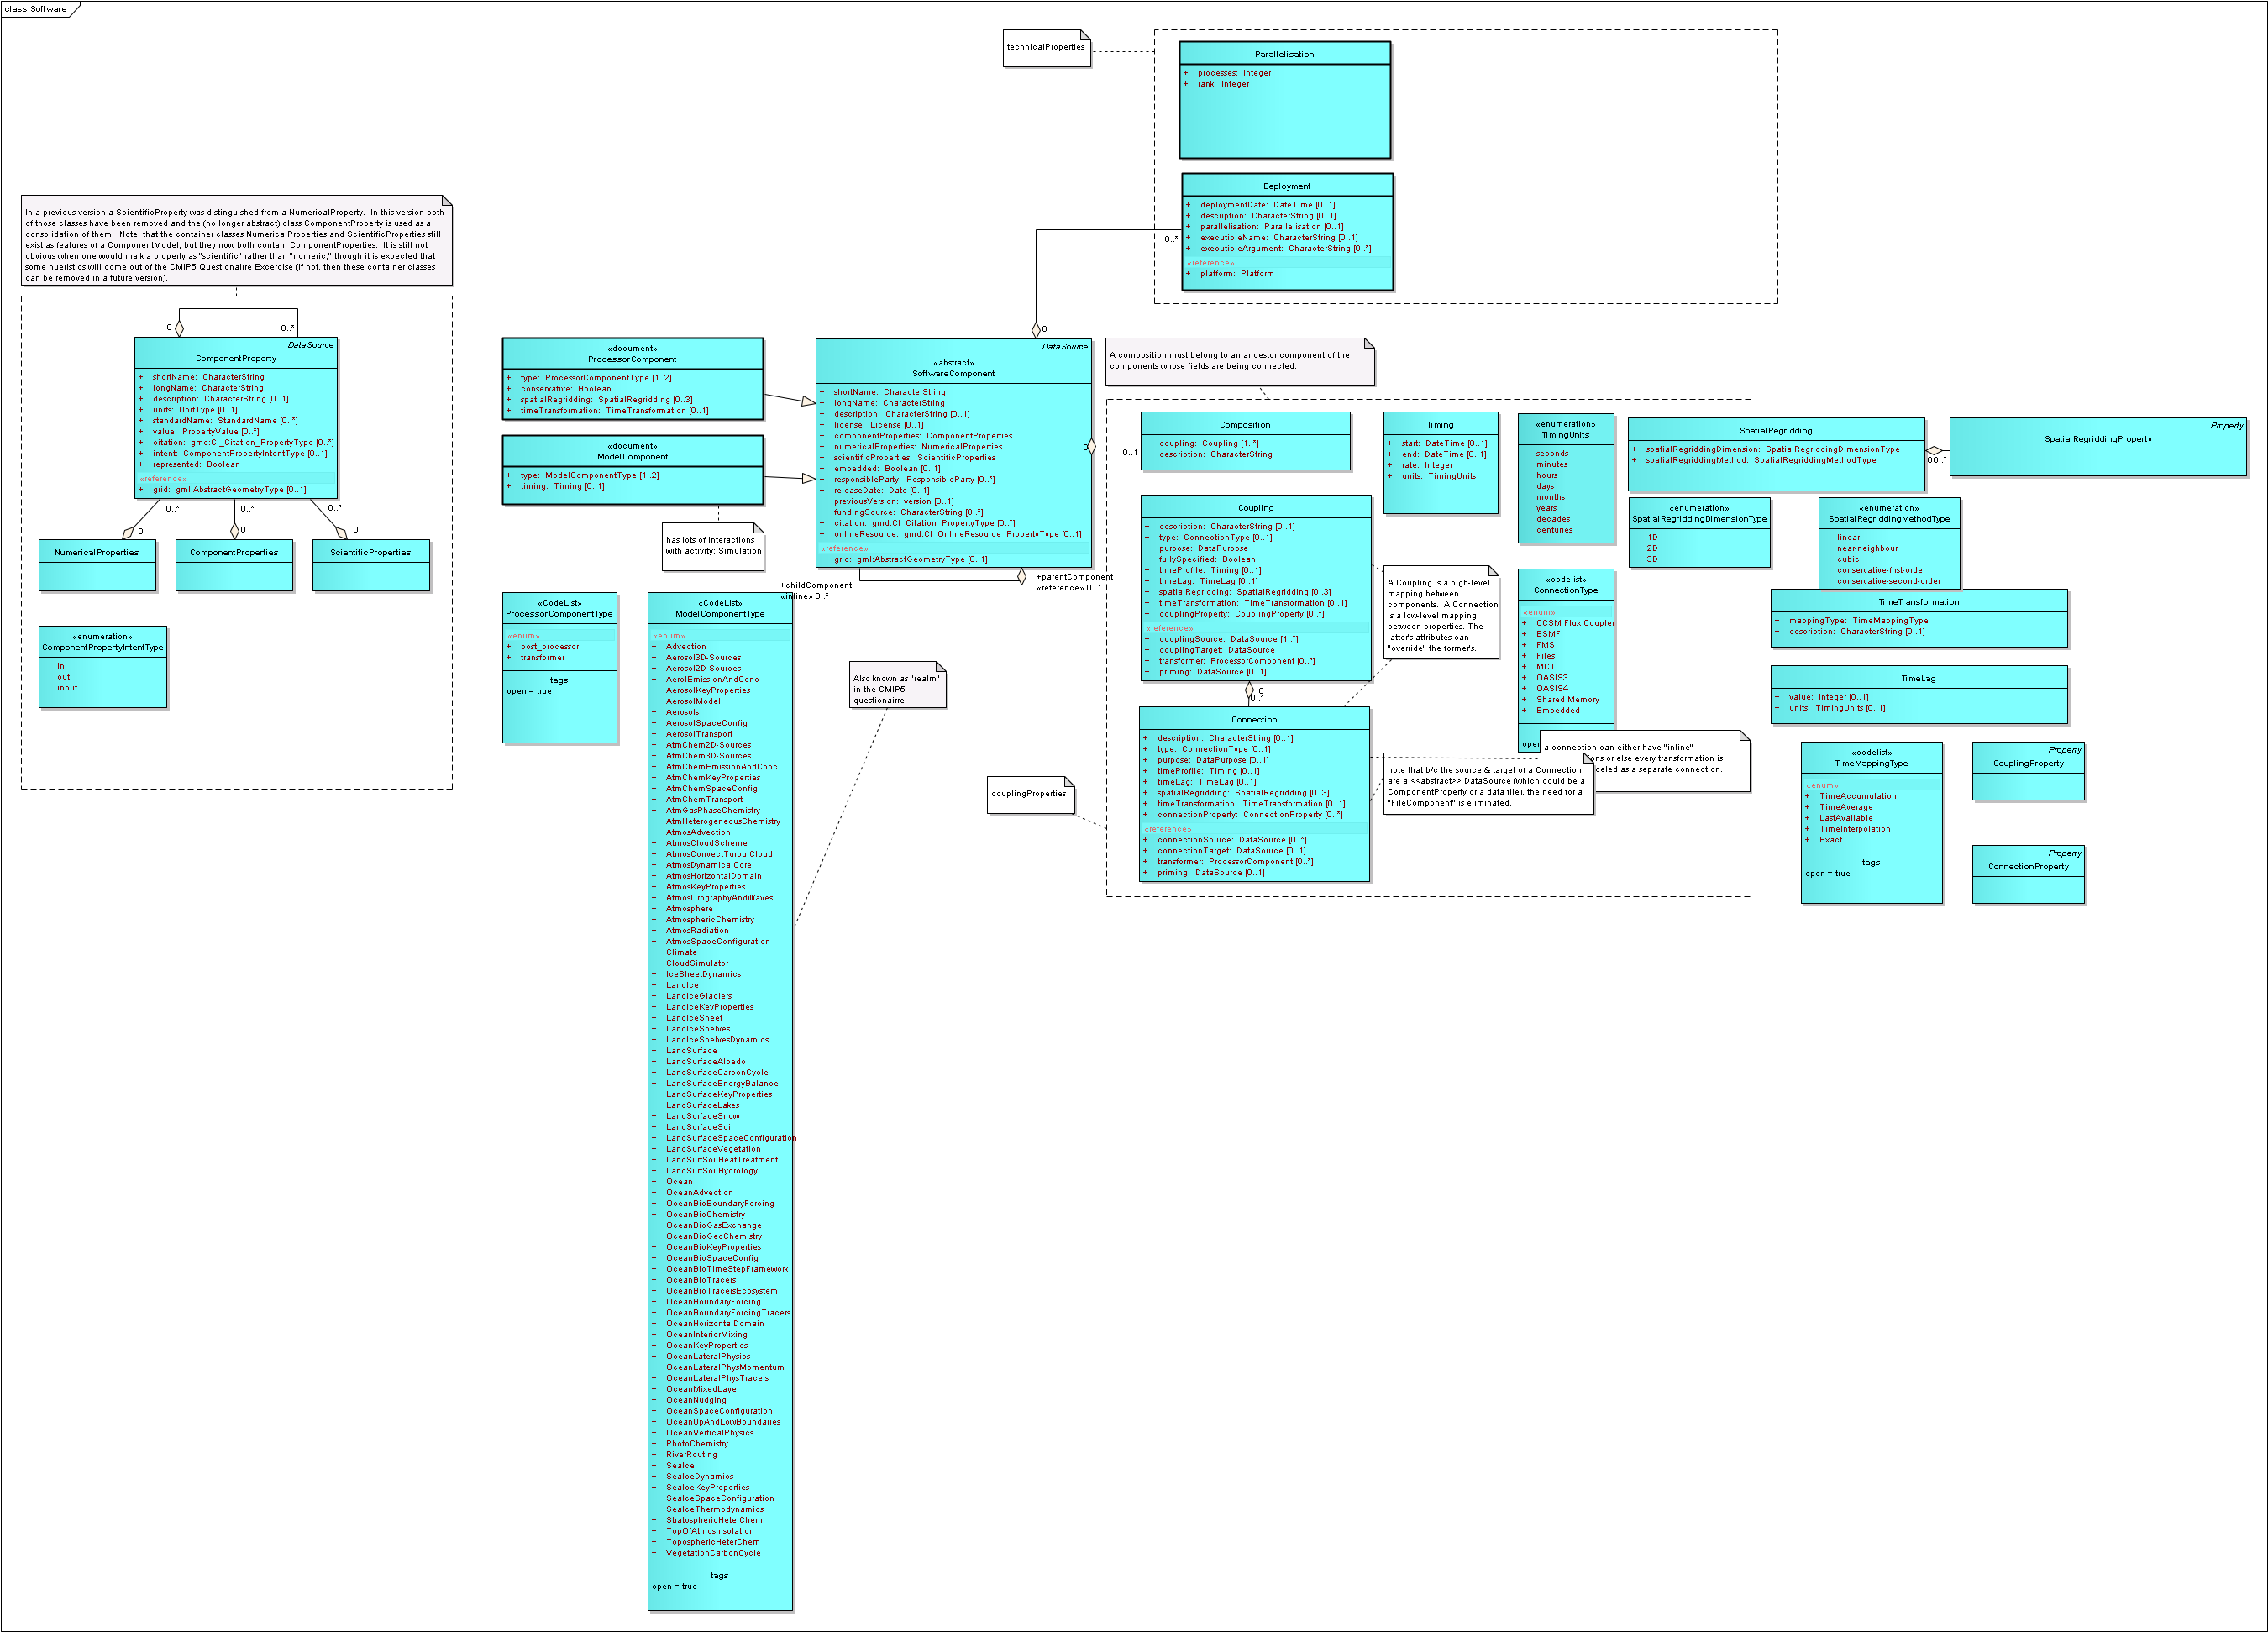 class Software
technicalProperties
Parallelisation
+ processes: Integer
+ rank: Integer
Deployment
+ deploymentDate: DateTime [0..1]
+ description: CharacterString [0..1]
+ parallelisation: Parallelisation [0..1]
+ executibleName: CharacterString [0..1]
+ executibleArgument: CharacterString [0..*]
«reference»
+ platform: Platform
0..*
0
In a previous version a ScientificProperty was distinguished from a NumericalProperty. In this version both
of those classes have been removed and the (no longer abstract) class ComponentProperty is used as a
consolidation of them. Note, that the container classes NumericalProperties and ScientificProperties still
exist as features of a ComponentModel, but they now both contain ComponentProperties. It is still not
obvious when one would mark a property as "scientific" rather than "numeric," though it is expected that
some hueristics will come out of the CMIP5 Questionairre Excercise (If not, then these container classes
can be removed in a future version).
0
0..*
DataSource
ComponentProperty
+ shortName: CharacterString
+ longName: CharacterString
+ description: CharacterString [0..1]
+ units: UnitType [0..1]
+ standardName: StandardName [0..*]
+ value: PropertyValue [0..*]
+ citation: gmd:CI_Citation_PropertyType [0..*]
+ intent: ComponentPropertyIntentType [0..1]
+ represented: Boolean
«reference»
+ grid: gml:AbstractGeometryType [0..1]
0..*
0..*
0..*
0
0
0
NumericalProperties
ComponentProperties
ScientificProperties
«enumeration»
ComponentPropertyIntentType
in
out
inout
«document»
ProcessorComponent
+ type: ProcessorComponentType [1..2]
+ conservative: Boolean
+ spatialRegridding: SpatialRegridding [0..3]
+ timeTransformation: TimeTransformation [0..1]
«document»
ModelComponent
+ type: ModelComponentType [1..2]
+ timing: Timing [0..1]
has lots of interactions
with activity::Simulation
DataSource
«abstract»
SoftwareComponent
+ shortName: CharacterString
+ longName: CharacterString
+ description: CharacterString [0..1]
+ license: License [0..1]
+ componentProperties: ComponentProperties
+ numericalProperties: NumericalProperties
+ scientificProperties: ScientificProperties
+ embedded: Boolean [0..1]
+ responsibleParty: ResponsibleParty [0..*]
+ releaseDate: Date [0..1]
+ previousVersion: version [0..1]
+ fundingSource: CharacterString [0..*]
+ citation: gmd:CI_Citation_PropertyType [0..*]
+ onlineResource: gmd:CI_OnlineResource_PropertyType [0..1]
«reference»
+ grid: gml:AbstractGeometryType [0..1]
+childComponent
«inline» 0..*
+parentComponent
«reference» 0..1
0
0..1
«CodeList»
ProcessorComponentType
«enum»
+ post_processor
+ transformer
tags
open = true
«CodeList»
ModelComponentType
«enum»
+ Advection
+ Aerosol3D-Sources
+ Aerosol2D-Sources
+ AerolEmissionAndConc
+ AerosolKeyProperties
+ AerosolModel
+ Aerosols
+ AerosolSpaceConfig
+ AerosolTransport
+ AtmChem2D-Sources
+ AtmChem3D-Sources
+ AtmChemEmissionAndConc
+ AtmChemKeyProperties
+ AtmChemSpaceConfig
+ AtmChemTransport
+ AtmGasPhaseChemistry
+ AtmHeterogeneousChemistry
+ AtmosAdvection
+ AtmosCloudScheme
+ AtmosConvectTurbulCloud
+ AtmosDynamicalCore
+ AtmosHorizontalDomain
+ AtmosKeyProperties
+ AtmosOrographyAndWaves
+ Atmosphere
+ AtmosphericChemistry
+ AtmosRadiation
+ AtmosSpaceConfiguration
+ Climate
+ CloudSimulator
+ IceSheetDynamics
+ LandIce
+ LandIceGlaciers
+ LandIceKeyProperties
+ LandIceSheet
+ LandIceShelves
+ LandIceShelvesDynamics
+ LandSurface
+ LandSurfaceAlbedo
+ LandSurfaceCarbonCycle
+ LandSurfaceEnergyBalance
+ LandSurfaceKeyProperties
+ LandSurfaceLakes
+ LandSurfaceSnow
+ LandSurfaceSoil
+ LandSurfaceSpaceConfiguration
+ LandSurfaceVegetation
+ LandSurfSoilHeatTreatment
+ LandSurfSoilHydrology
+ Ocean
+ OceanAdvection
+ OceanBioBoundaryForcing
+ OceanBioChemistry
+ OceanBioGasExchange
+ OceanBioGeoChemistry
+ OceanBioKeyProperties
+ OceanBioSpaceConfig
+ OceanBioTimeStepFramework
+ OceanBioTracers
+ OceanBioTracersEcosystem
+ OceanBoundaryForcing
+ OceanBoundaryForcingTracers
+ OceanHorizontalDomain
+ OceanInteriorMixing
+ OceanKeyProperties
+ OceanLateralPhysics
+ OceanLateralPhysMomentum
+ OceanLateralPhysTracers
+ OceanMixedLayer
+ OceanNudging
+ OceanSpaceConfiguration
+ OceanUpAndLowBoundaries
+ OceanVerticalPhysics
+ PhotoChemistry
+ RiverRouting
+ SeaIce
+ SeaIceDynamics
+ SeaIceKeyProperties
+ SeaIceSpaceConfiguration
+ SeaIceThermodynamics
+ StratosphericHeterChem
+ TopOfAtmosInsolation
+ ToposphericHeterChem
+ VegetationCarbonCycle
tags
open = true
Also known as "realm"
in the CMIP5
questionairre.
A composition must belong to an ancestor component of the
components whose fields are being connected.
Composition
+ coupling: Coupling [1..*]
+ description: CharacterString
Timing
+ start: DateTime [0..1]
+ end: DateTime [0..1]
+ rate: Integer
+ units: TimingUnits
«enumeration»
TimingUnits
seconds
minutes
hours
days
months
years
decades
centuries
Coupling
+ description: CharacterString [0..1]
+ type: ConnectionType [0..1]
+ purpose: DataPurpose
+ fullySpecified: Boolean
+ timeProfile: Timing [0..1]
+ timeLag: TimeLag [0..1]
+ spatialRegridding: SpatialRegridding [0..3]
+ timeTransformation: TimeTransformation [0..1]
+ couplingProperty: CouplingProperty [0..*]
«reference»
+ couplingSource: DataSource [1..*]
+ couplingTarget: DataSource
+ transformer: ProcessorComponent [0..*]
+ priming: DataSource [0..1]
0
0..*
A Coupling is a high-level
mapping between
components. A Connection
is a low-level mapping
between properties. The
latter's attributes can
"override" the former's.
Connection
+ description: CharacterString [0..1]
+ type: ConnectionType [0..1]
+ purpose: DataPurpose [0..1]
+ timeProfile: Timing [0..1]
+ timeLag: TimeLag [0..1]
+ spatialRegridding: SpatialRegridding [0..3]
+ timeTransformation: TimeTransformation [0..1]
+ connectionProperty: ConnectionProperty [0..*]
«reference»
+ connectionSource: DataSource [0..*]
+ connectionTarget: DataSource [0..1]
+ transformer: ProcessorComponent [0..*]
+ priming: DataSource [0..1]
couplingProperties
«codelist»
ConnectionType
«enum»
+ CCSM Flux Coupler
+ ESMF
+ FMS
+ Files
+ MCT
+ OASIS3
+ OASIS4
+ Shared Memory
+ Embedded
a connection can either have "inline"
or else every transformation is
as a separate connection.
note that b/c the source & target of a Connection
are a <<abstract>> DataSource (which could be a
ComponentProperty or a data file), the need for a
"FileComponent" is eliminated.
SpatialRegridding
+ spatialRegriddingDimension: SpatialRegriddingDimensionType
+ spatialRegriddingMethod: SpatialRegriddingMethodType
0
0..*
Property
SpatialRegriddingProperty
«enumeration»
SpatialRegriddingDimensionType
1D
2D
3D
«enumeration»
SpatialRegriddingMethodType
linear
near-neighbour
cubic
conservative-first-order
conservative-second-order
TimeTransformation
+ mappingType: TimeMappingType
+ description: CharacterString [0..1]
TimeLag
+ value: Integer [0..1]
+ units: TimingUnits [0..1]
«codelist»
TimeMappingType
«enum»
+ TimeAccumulation
+ TimeAverage
+ LastAvailable
+ TimeInterpolation
+ Exact
tags
open = true
Property
CouplingProperty
Property
ConnectionProperty